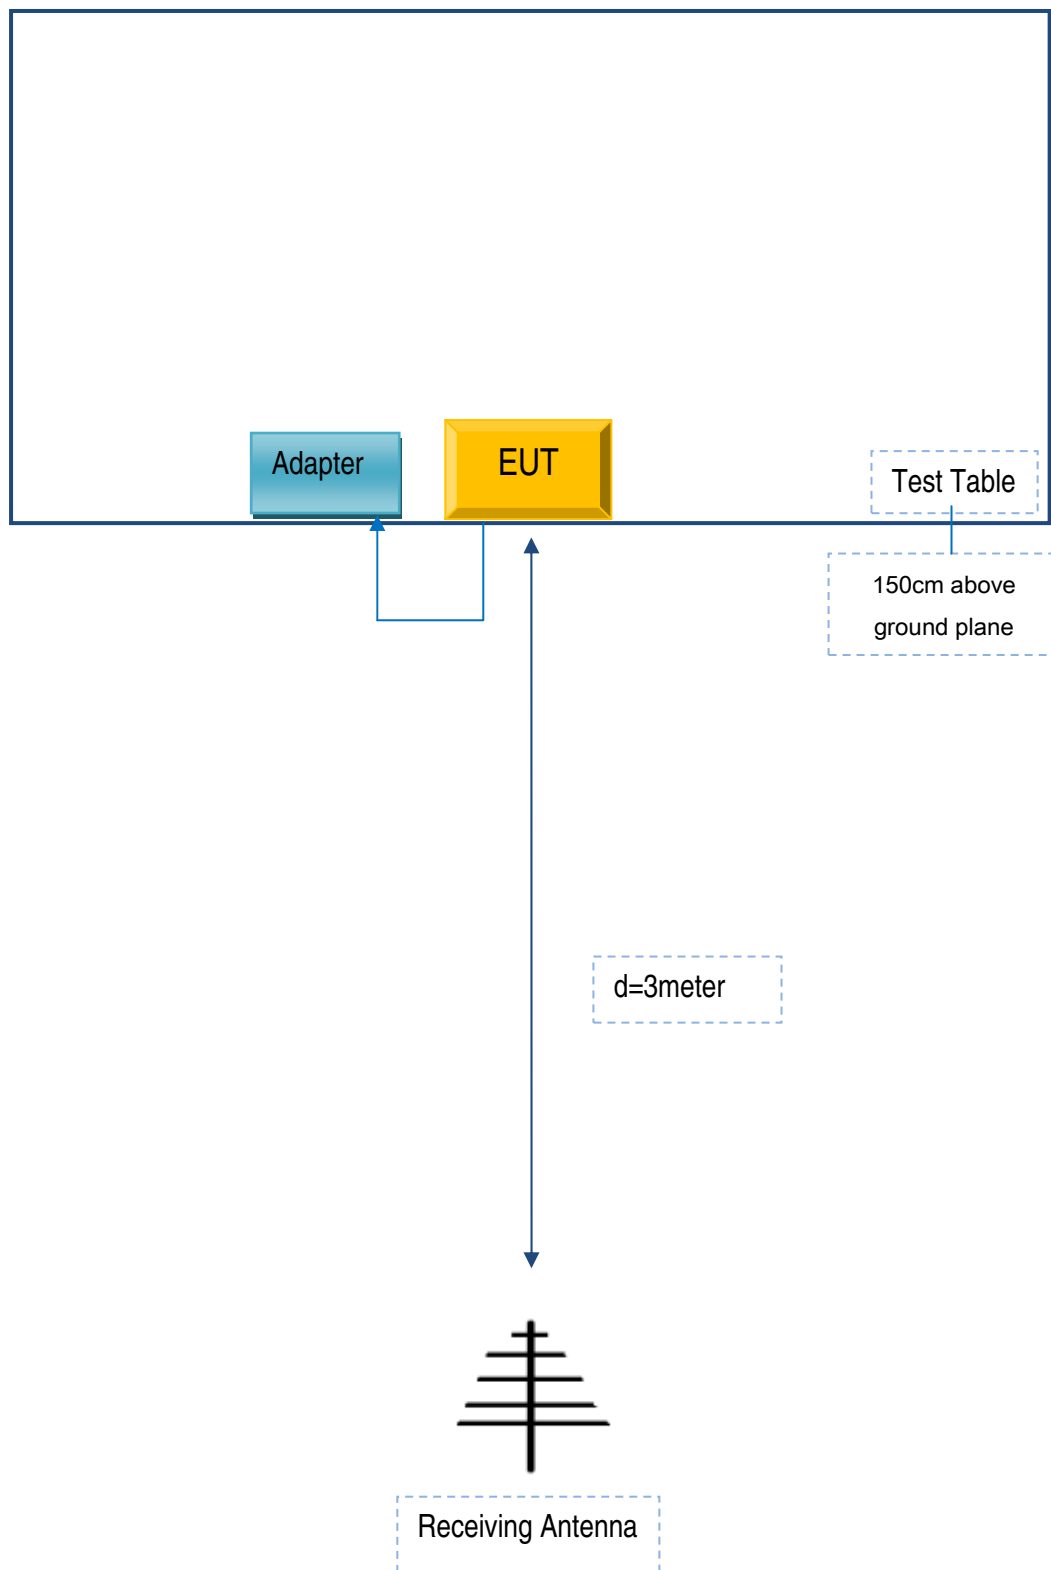 Adapter
EUT
Test Table
150cm above
ground plane
d=3meter
Receiving Antenna